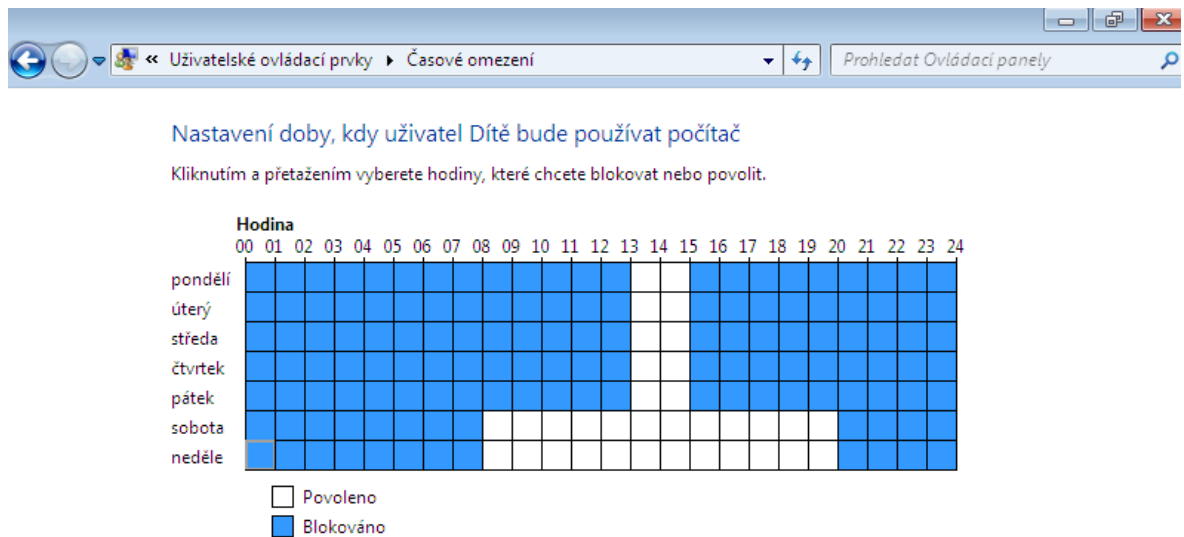 « Uživatelské ovládací prvky ▸ Časové omezení
Prohledat Ovládací panely
Nastavení doby, kdy uživatel Dítě bude používat počítač
Kliknutím a přetažením vyberete hodiny, které chcete blokovat nebo povolit.
Hodina
00 01 02 03 04 05 06 07 08 09 10 11 12 13 14 15 16 17 18 19 20 21 22 23 24
pondělí
úterý
středa
čtvrtek
pátek
sobota
neděle
Povoleno
Blokováno